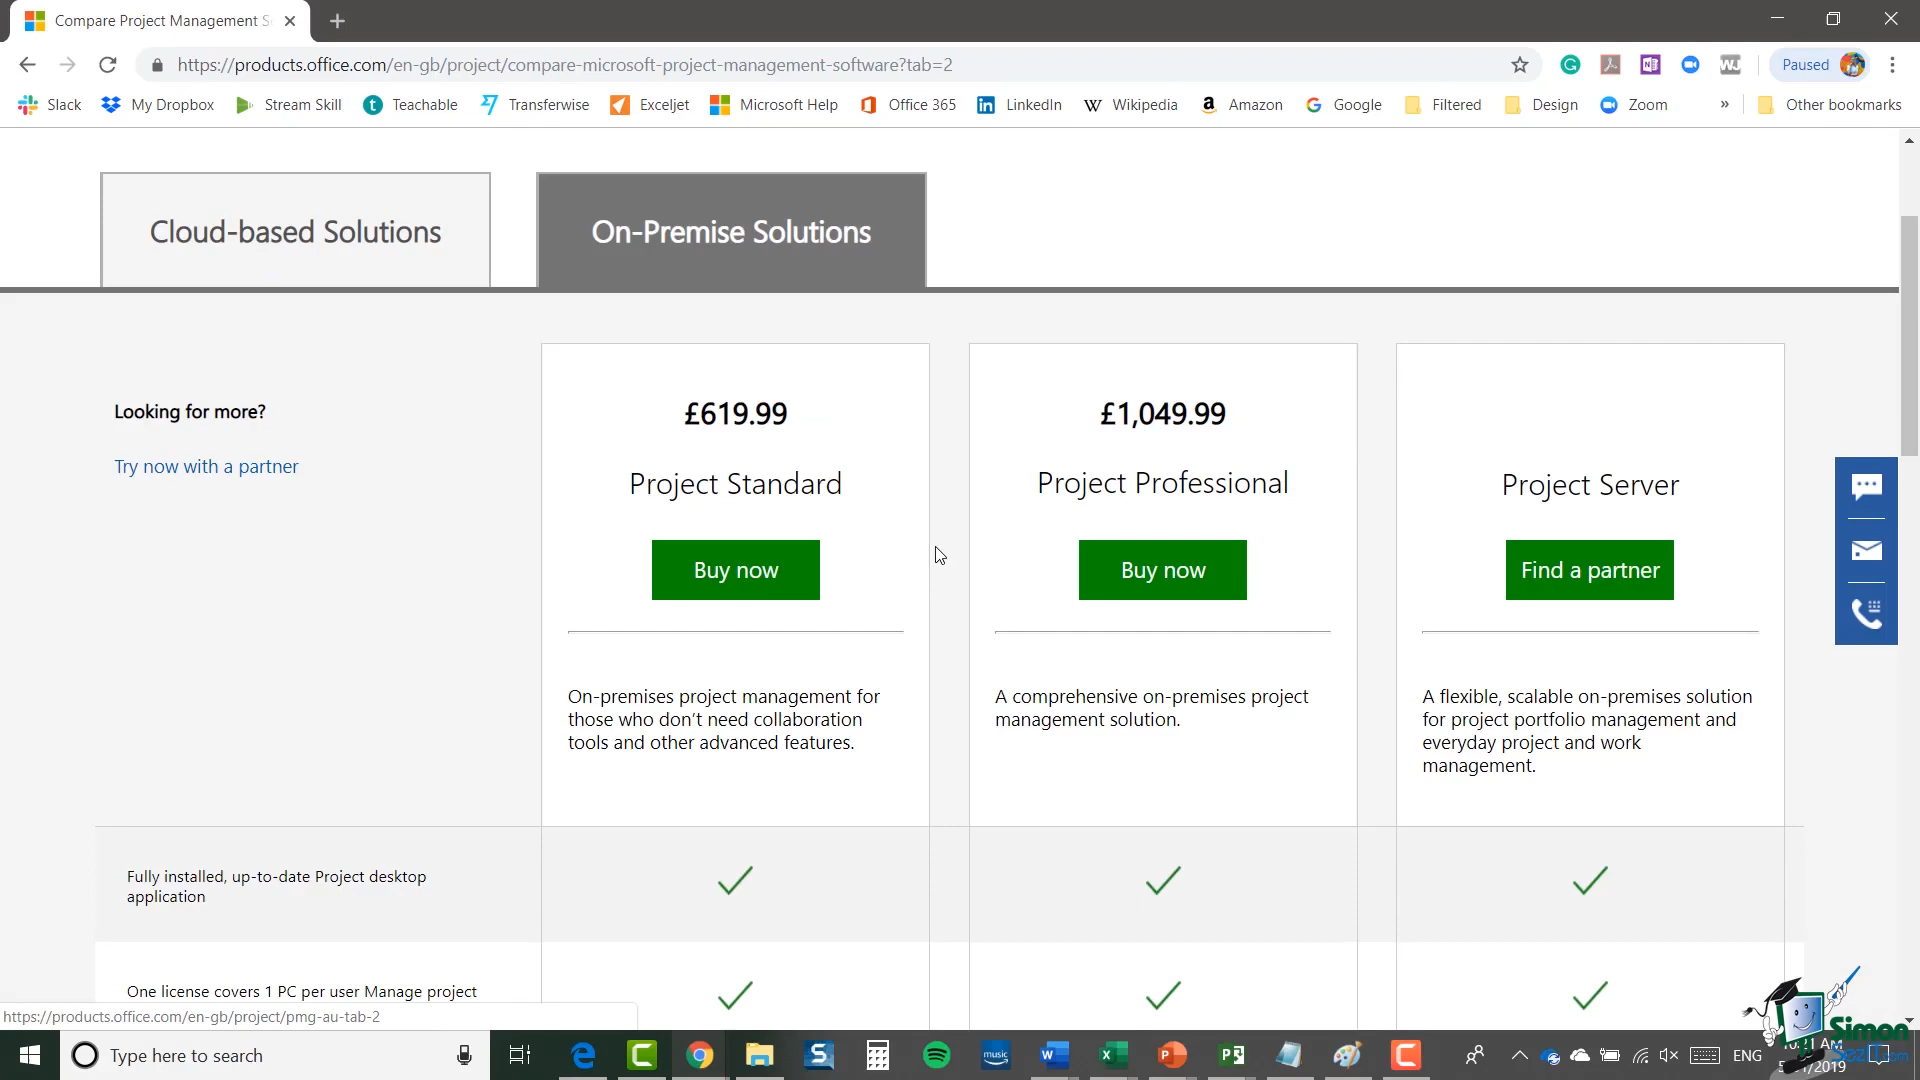 Compare Project Management S
https://products.office.com/en-gb/project/compare-microsoft-project-management-software?tab=2
Paused
Slack
My Dropbox
Stream Skill
Teachable
Transferwise
Exceljet
Microsoft Help
Office 365
LinkedIn
Wikipedia
Amazon
Google
Filtered
Design
Zoom
»
Other bookmarks
Cloud-based Solutions
On-Premise Solutions
Looking for more?
Try now with a partner
£619.99
Project Standard
Buy now
On-premises project management for
those who don't need collaboration
tools and other advanced features.
£1,049.99
Project Professional
Buy now
A comprehensive on-premises project
management solution.
Project Server
Find a partner
A flexible, scalable on-premises solution
for project portfolio management and
everyday project and work
management.
Fully installed, up-to-date Project desktop
application
One license covers 1 PC per user Manage project
https://products.office.com/en-gb/project/pmg-au-tab-2
Type here to search
music
ENG
Simon